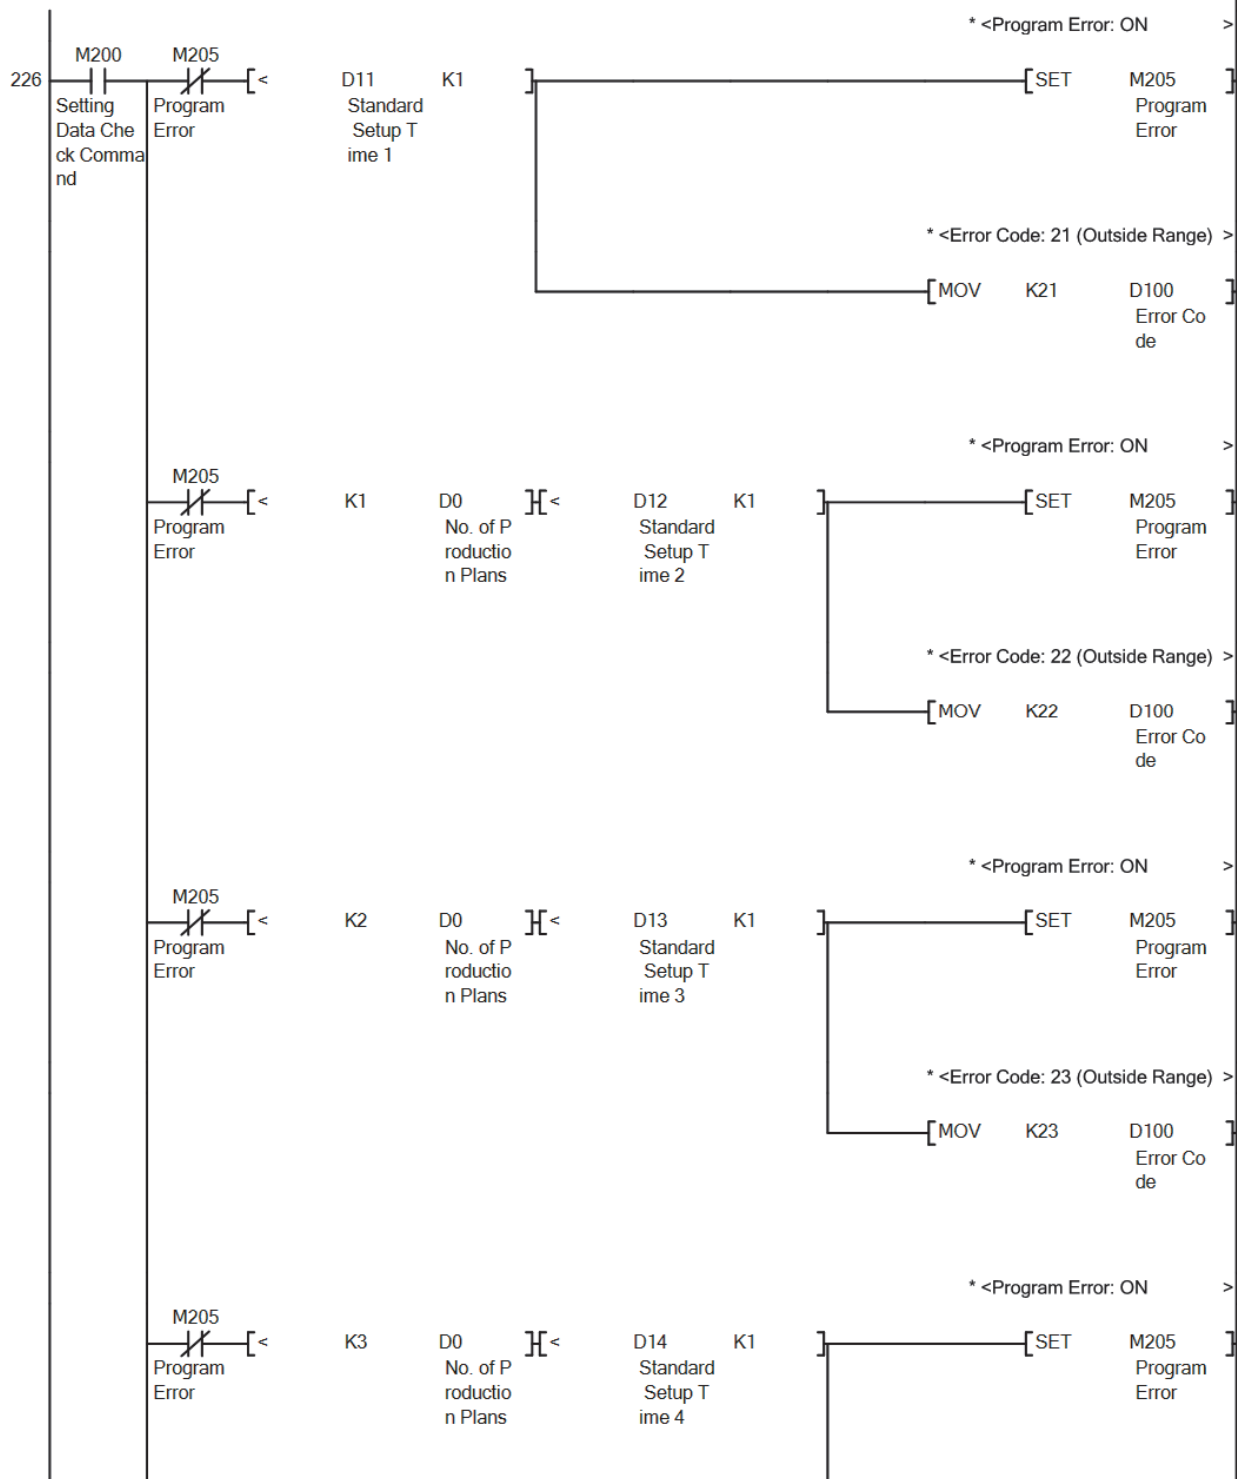 * <Program Error: ON >
M200 M205
226 [< D11 K1 ] [SET M205 ]
Setting Program Standard Program
Data Che Error Setup T Error
ck Comma ime 1
nd
* <Error Code: 21 (Outside Range) >
[MOV K21 D100 ]
Error Co
de
* <Program Error: ON >
M205
[< K1 D0 ][< D12 K1 ] [SET M205 ]
Program No. of P Standard Program
Error roductio Setup T Error
n Plans ime 2
* <Error Code: 22 (Outside Range) >
[MOV K22 D100 ]
Error Co
de
* <Program Error: ON >
M205
[< K2 D0 ][< D13 K1 ] [SET M205 ]
Program No. of P Standard Program
Error roductio Setup T Error
n Plans ime 3
* <Error Code: 23 (Outside Range) >
[MOV K23 D100 ]
Error Co
de
* <Program Error: ON >
M205
[< K3 D0 ][< D14 K1 ] [SET M205 ]
Program No. of P Standard Program
Error roductio Setup T Error
n Plans ime 4